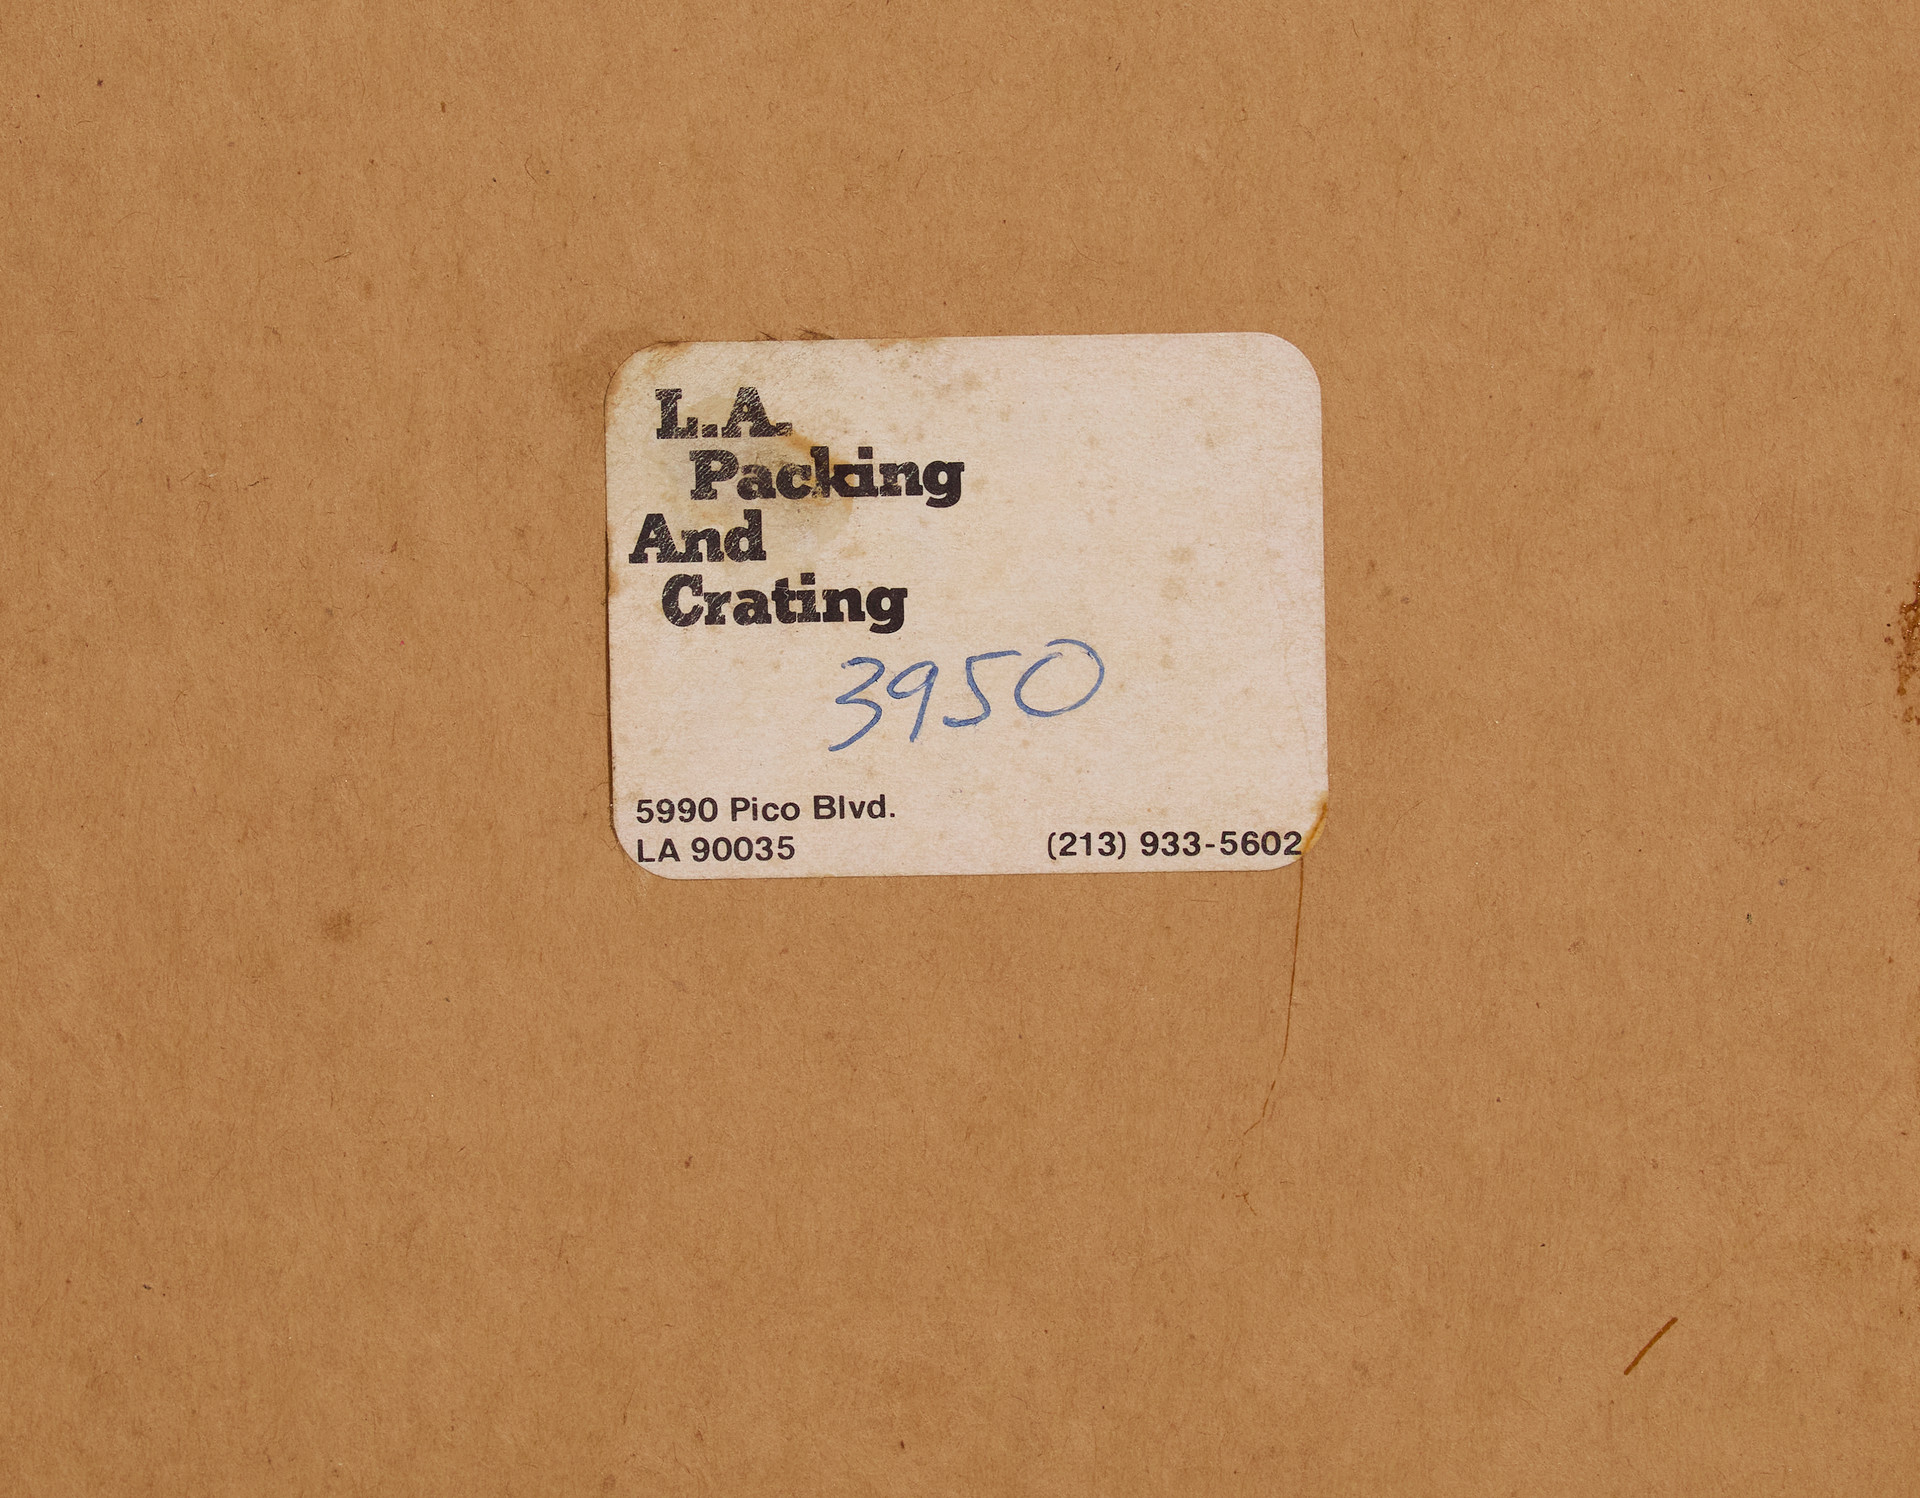 L.A.
Packing
And
Crating
3950
5990 Pico Blvd.
LA 90035 (213) 933-5602